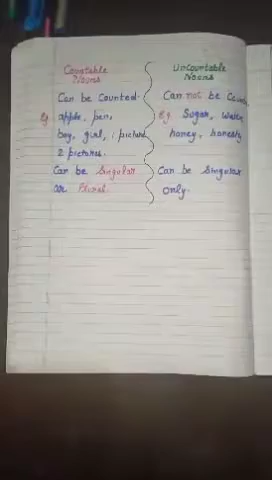 Countable
Nouns
Can be Counted.
Eg apple, pen,
boy, girl, 1 picture
2 pictures.
Can be Singular
or Plural.
Uncountable
Nouns
Can not be
Eg. Sugar, Water,
honey, honesty
Can be Singular
only.